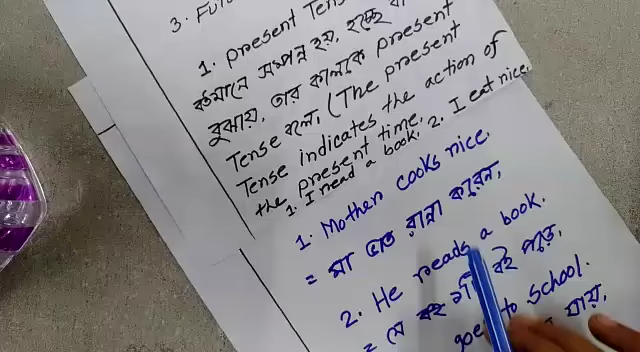 3. Futu
1. present Tens
বর্তমানে সম্পন্ন হয়, হচ্ছে বা
বুঝায়, তার কালকে present
Tense বলে. (The present
Tense indicates the action of
the present time.
1. I read a book. 2. I eat rice.
1. Mother cooks rice.
= মা ভাত রান্না করেন,
2. He reads a book.
= সে বই পড়ে,
goes to School.
যায়,